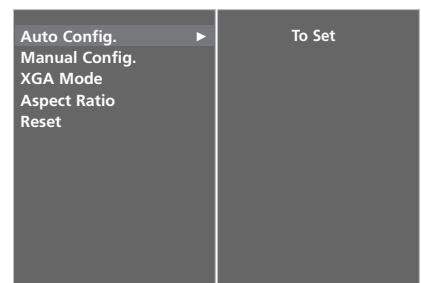 Auto Config. ► To Set
Manual Config.
XGA Mode
Aspect Ratio
Reset